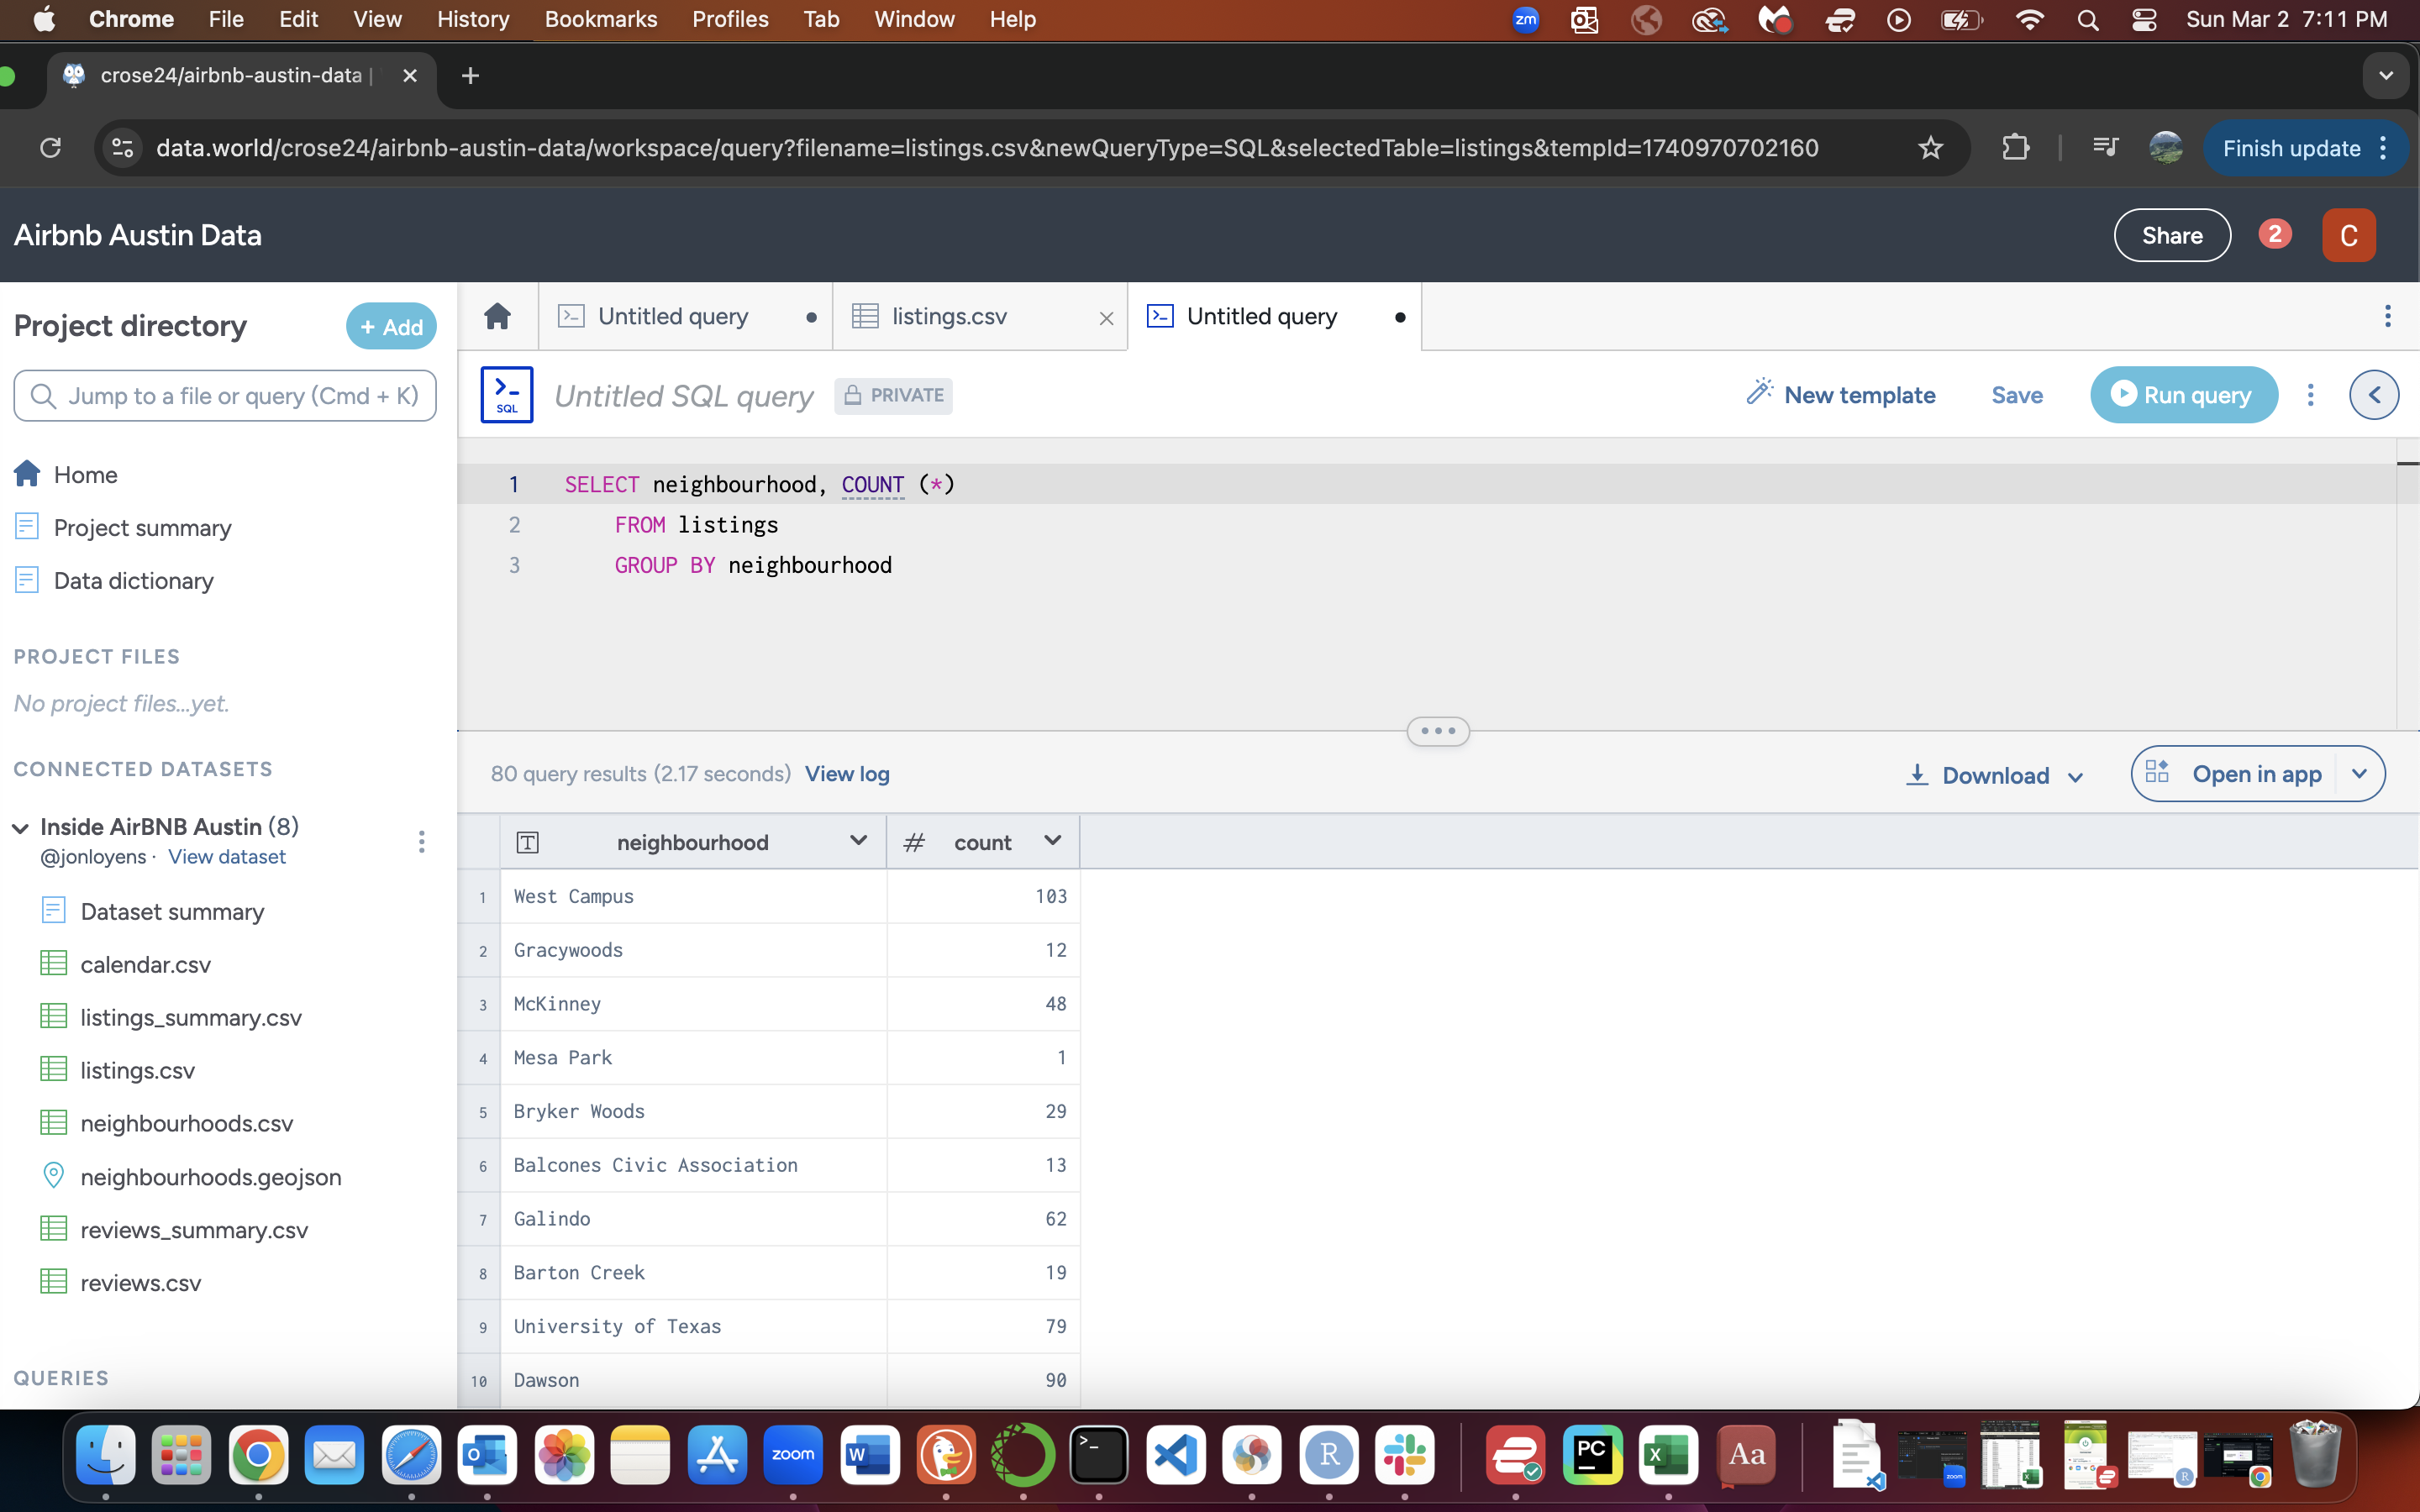 Chrome File Edit View History Bookmarks Profiles Tab Window Help zm Sun Mar 2 7:11 PM
crose24/airbnb-austin-data |
data.world/crose24/airbnb-austin-data/workspace/query?filename=listings.csv&newQueryType=SQL&selectedTable=listings&tempId=1740970702160 Finish update
Airbnb Austin Data Share 2 C
Project directory + Add
Untitled query listings.csv Untitled query
Jump to a file or query (Cmd + K)
SQL Untitled SQL query PRIVATE New template Save Run query
Home
Project summary
Data dictionary
PROJECT FILES
No project files...yet.
CONNECTED DATASETS
Inside AirBNB Austin (8)
@jonloyens · View dataset
Dataset summary
calendar.csv
listings_summary.csv
listings.csv
neighbourhoods.csv
neighbourhoods.geojson
reviews_summary.csv
reviews.csv
QUERIES
1 SELECT neighbourhood, COUNT (*)
2 FROM listings
3 GROUP BY neighbourhood
80 query results (2.17 seconds) View log Download Open in app
T neighbourhood # count
1 West Campus 103
2 Gracywoods 12
3 McKinney 48
4 Mesa Park 1
5 Bryker Woods 29
6 Balcones Civic Association 13
7 Galindo 62
8 Barton Creek 19
9 University of Texas 79
10 Dawson 90
O zoom W >_ R PC X Aa